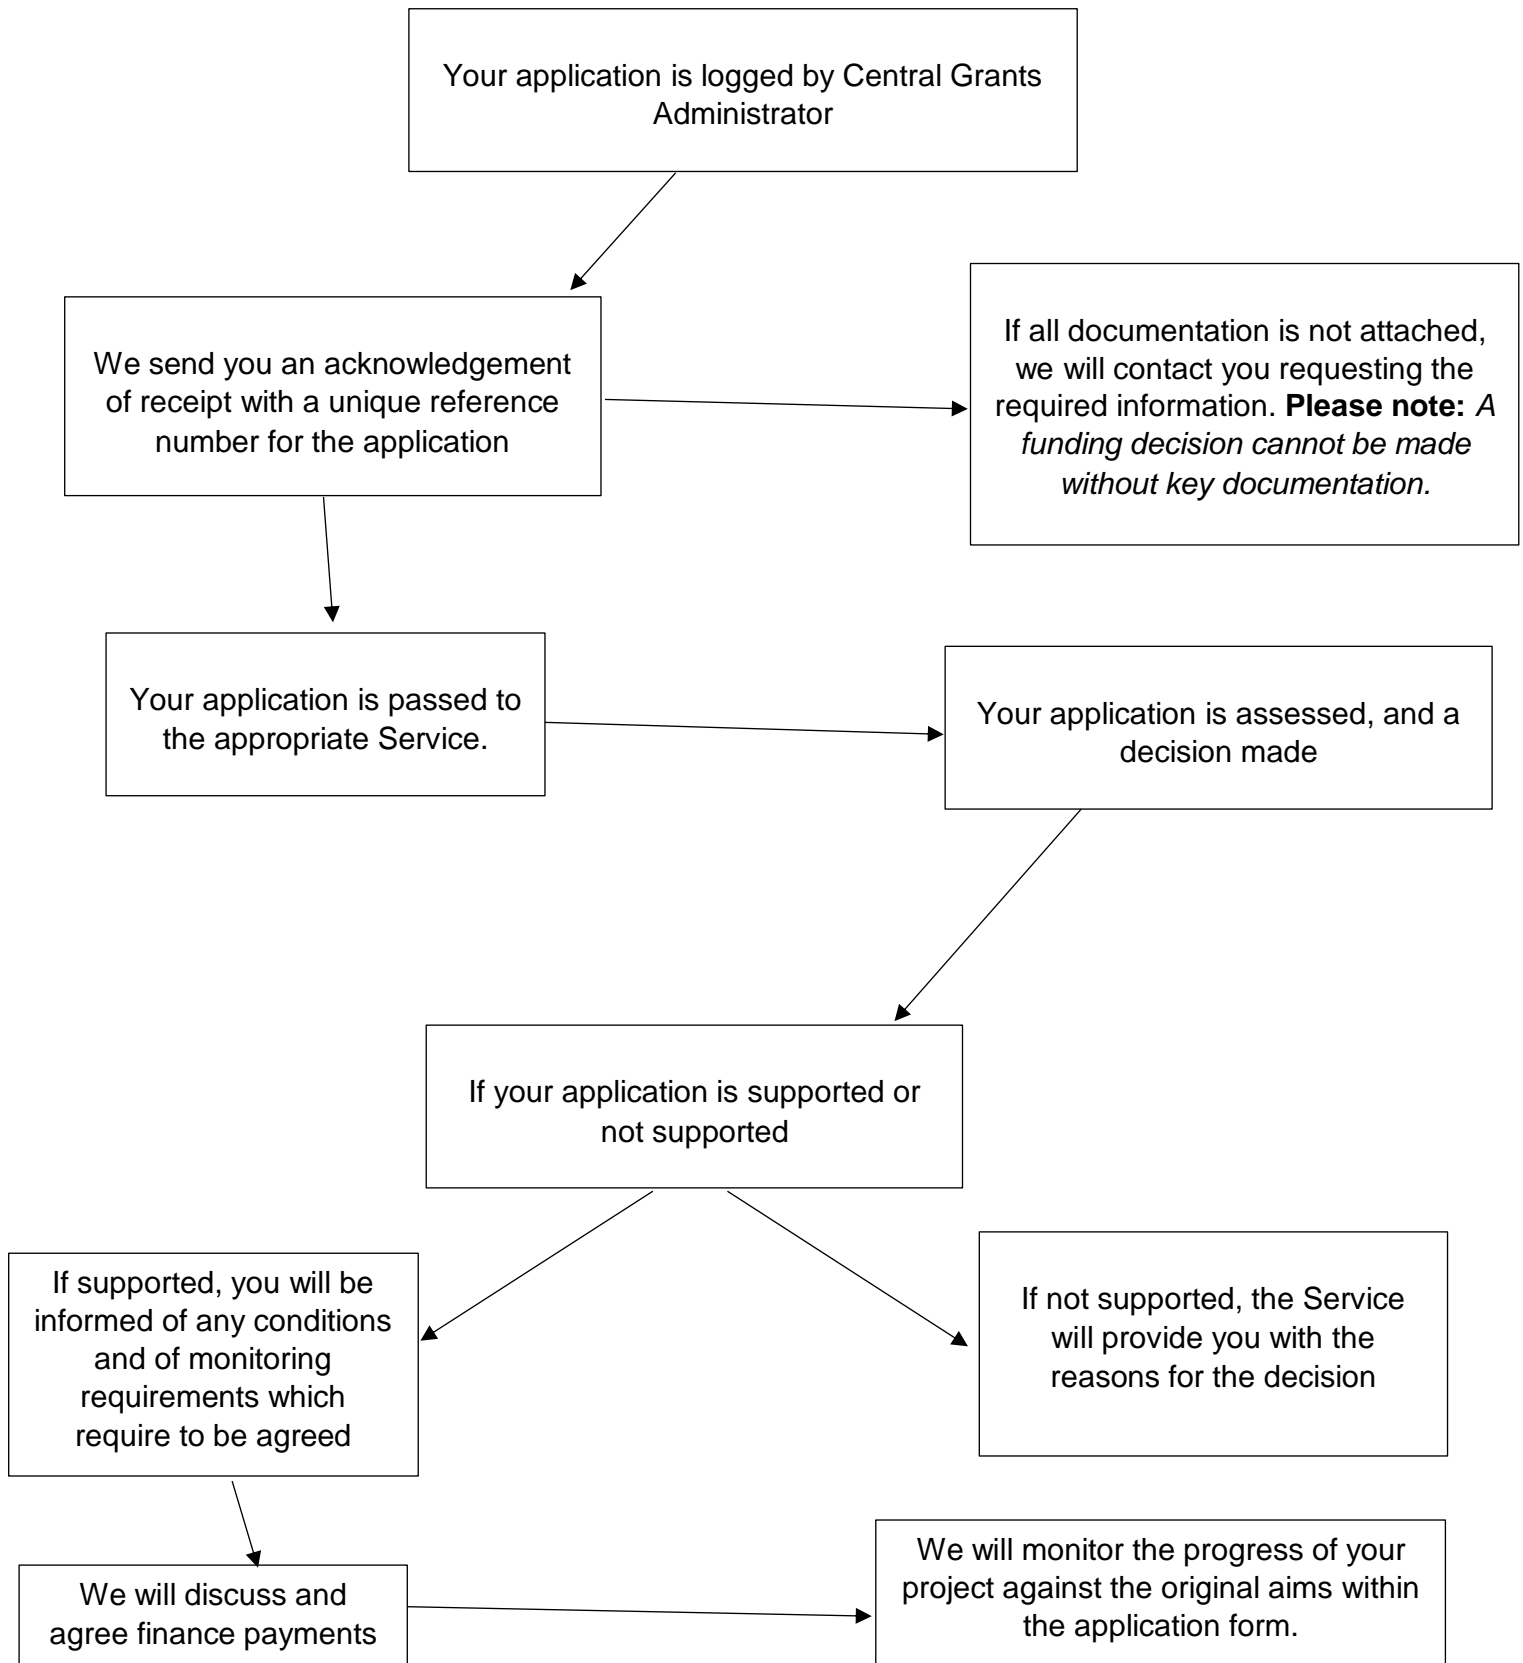 Your application is logged by Central Grants
Administrator
We send you an acknowledgement
of receipt with a unique reference
number for the application
If all documentation is not attached,
we will contact you requesting the
required information. Please note: A
funding decision cannot be made
without key documentation.
Your application is passed to
the appropriate Service.
Your application is assessed, and a
decision made
If your application is supported or
not supported
If supported, you will be
informed of any conditions
and of monitoring
requirements which
require to be agreed
If not supported, the Service
will provide you with the
reasons for the decision
We will discuss and
agree finance payments
We will monitor the progress of your
project against the original aims within
the application form.